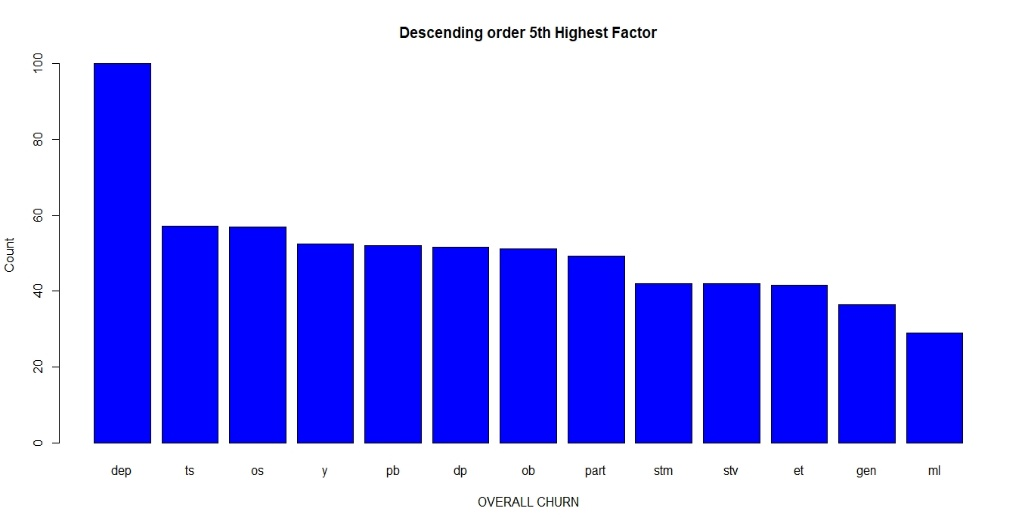 Descending order 5th Highest Factor
100
80
60
40
20
0
Count
dep ts os y pb dp ob part stm stv et gen ml
OVERALL CHURN